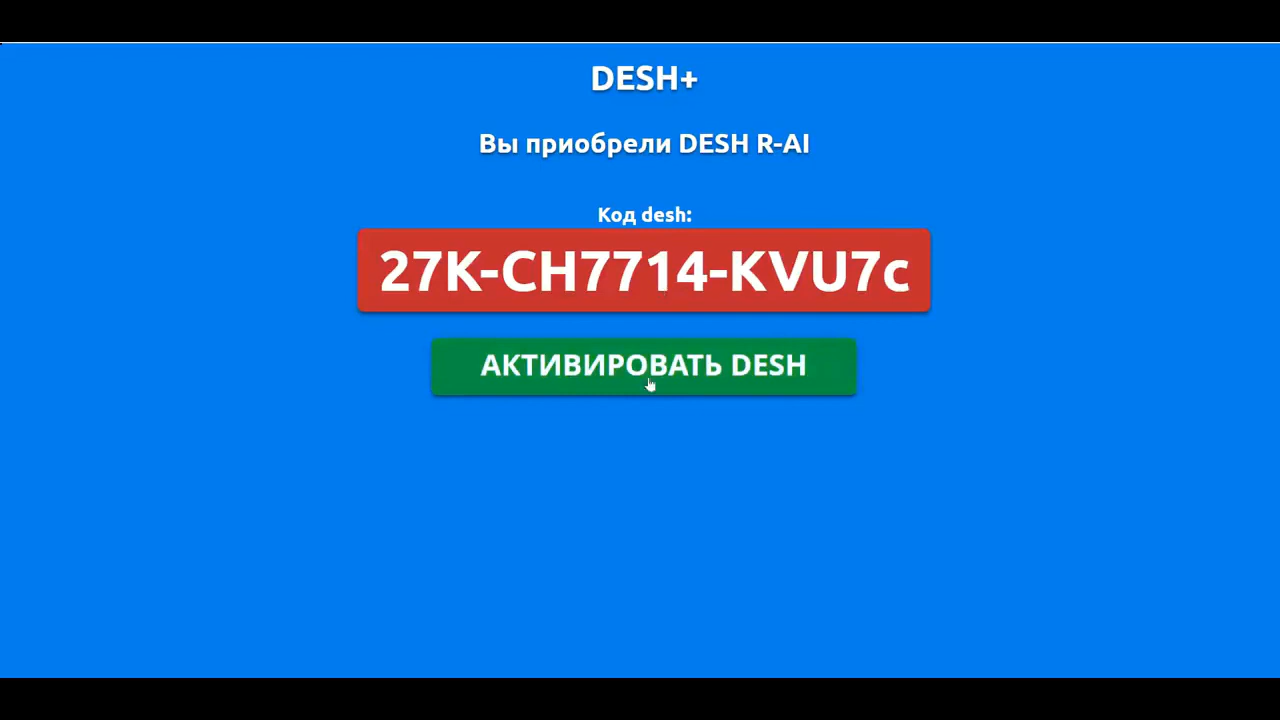 DESH+
Вы приобрели DESH R-AI
Код desh:
27K-CH7714-KVU7c
АКТИВИРОВАТЬ DESH